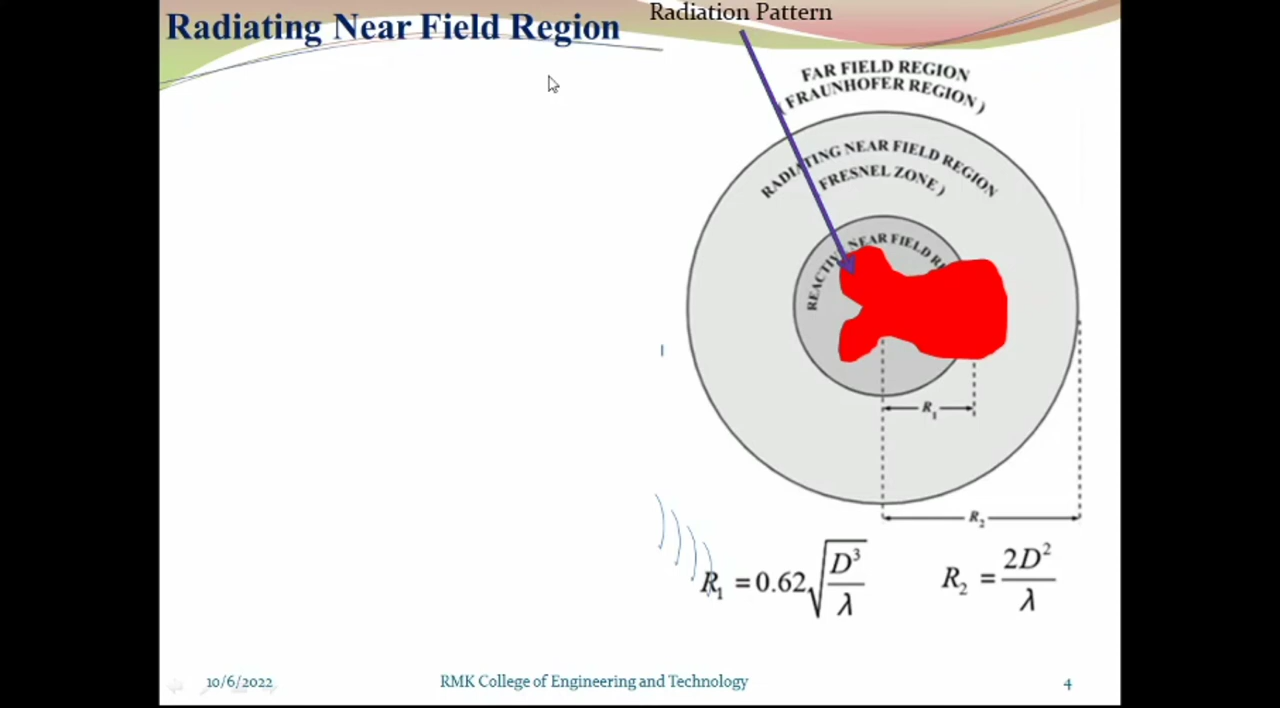 Radiating Near Field Region
Radiation Pattern
FAR FIELD REGION
( FRAUNHOFER REGION )
RADIATING NEAR FIELD REGION
FRESNEL ZONE )
REACTIVE NEAR FIELD
R₁
R₂
R₁ = 0.62√(D³/λ)
R₂ = 2D²/λ
10/6/2022
RMK College of Engineering and Technology
4